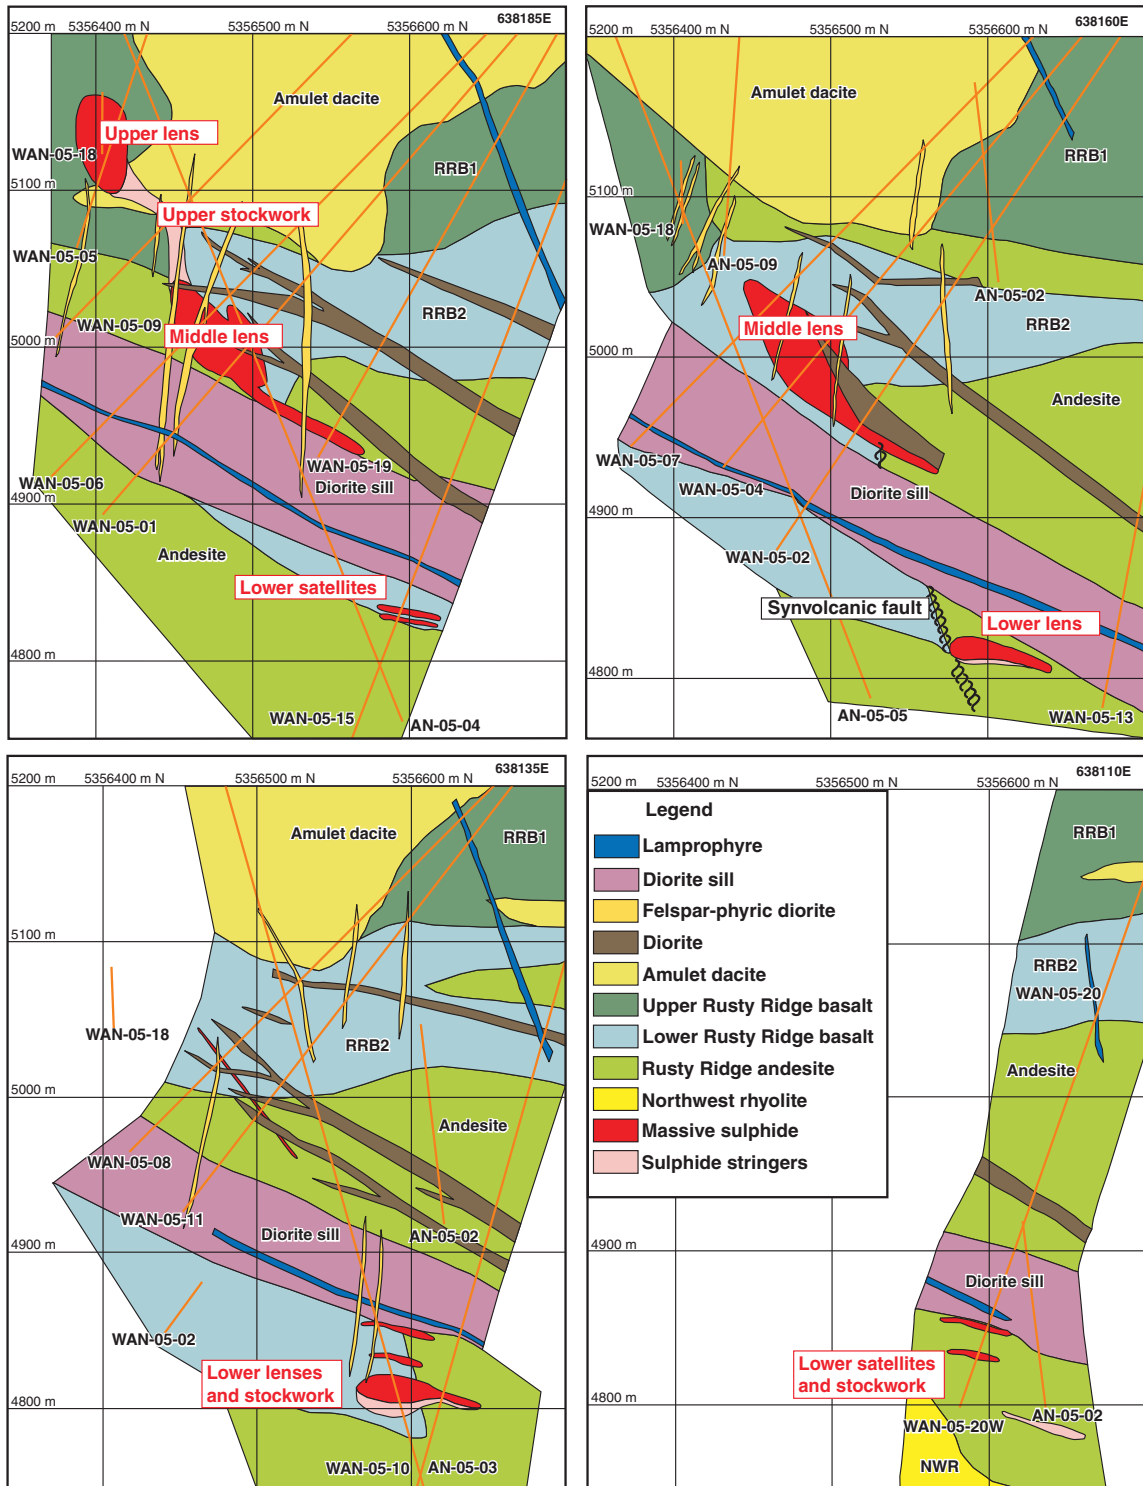 638185E
5200 m
5356400 m N
5356500 m N
5356600 m N
Amulet dacite
Upper lens
WAN-05-18
RRB1
5100 m
Upper stockwork
WAN-05-05
RRB2
WAN-05-09
Middle lens
5000 m
WAN-05-19
WAN-05-06
Diorite sill
4900 m
WAN-05-01
Andesite
Lower satellites
4800 m
WAN-05-15
AN-05-04
638160E
5200 m
5356400 m N
5356500 m N
5356600 m N
Amulet dacite
RRB1
5100 m
WAN-05-18
AN-05-09
AN-05-02
RRB2
Middle lens
5000 m
Andesite
WAN-05-07
WAN-05-04
Diorite sill
4900 m
WAN-05-02
Synvolcanic fault
Lower lens
4800 m
AN-05-05
WAN-05-13
638135E
5200 m
5356400 m N
5356500 m N
5356600 m N
Amulet dacite
RRB1
5100 m
WAN-05-18
RRB2
5000 m
Andesite
WAN-05-08
WAN-05-11
Diorite sill
AN-05-02
4900 m
WAN-05-02
Lower lenses
and stockwork
4800 m
WAN-05-10
AN-05-03
638110E
5200 m
5356400 m N
5356500 m N
5356600 m N
Legend
Lamprophyre
Diorite sill
Felspar-phyric diorite
Diorite
Amulet dacite
Upper Rusty Ridge basalt
Lower Rusty Ridge basalt
Rusty Ridge andesite
Northwest rhyolite
Massive sulphide
Sulphide stringers
RRB1
RRB2
WAN-05-20
Andesite
4900 m
Diorite sill
Lower satellites
and stockwork
4800 m
AN-05-02
WAN-05-20W
NWR